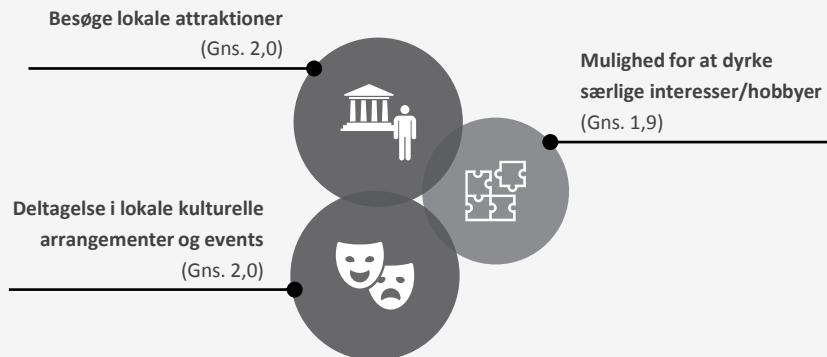 Besøge lokale attraktioner
(Gns. 2,0)
Mulighed for at dyrke
særlige interesser/hobbyer
(Gns. 1,9)
Deltagelse i lokale kulturelle
arrangementer og events
(Gns. 2,0)